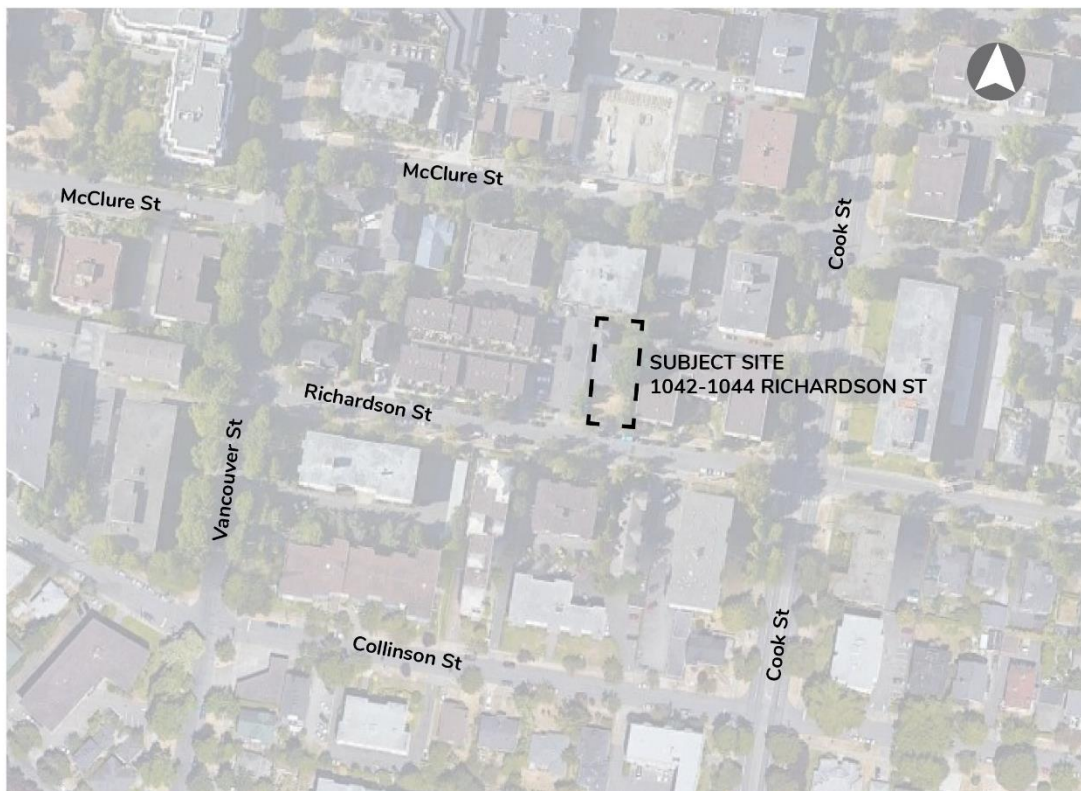 McClure St
McClure St
Cook St
SUBJECT SITE
1042-1044 RICHARDSON ST
Richardson St
Vancouver St
Cook St
Collinson St